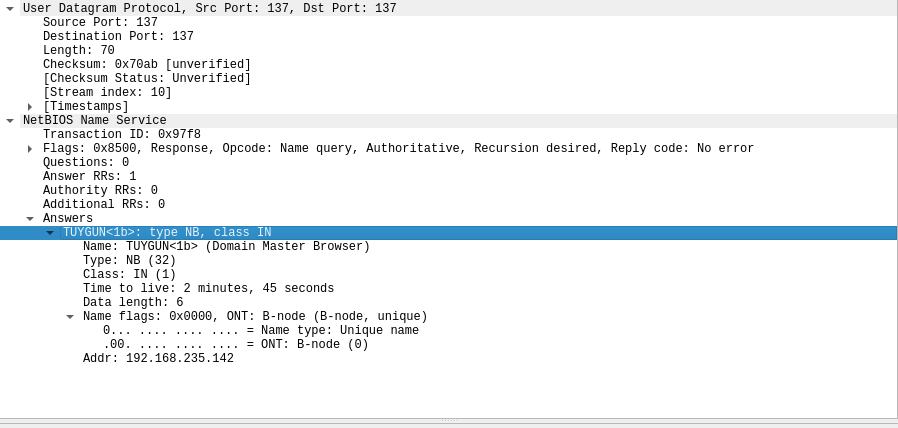 User Datagram Protocol, Src Port: 137, Dst Port: 137
Source Port: 137
Destination Port: 137
Length: 70
Checksum: 0x70ab [unverified]
[Checksum Status: Unverified]
[Stream index: 10]
[Timestamps]
NetBIOS Name Service
Transaction ID: 0x97f8
Flags: 0x8500, Response, Opcode: Name query, Authoritative, Recursion desired, Reply code: No error
Questions: 0
Answer RRs: 1
Authority RRs: 0
Additional RRs: 0
Answers
TUYGUN<1b>: type NB, class IN
Name: TUYGUN<1b> (Domain Master Browser)
Type: NB (32)
Class: IN (1)
Time to live: 2 minutes, 45 seconds
Data length: 6
Name flags: 0x0000, ONT: B-node (B-node, unique)
0... .... .... .... = Name type: Unique name
.00. .... .... .... = ONT: B-node (0)
Addr: 192.168.235.142